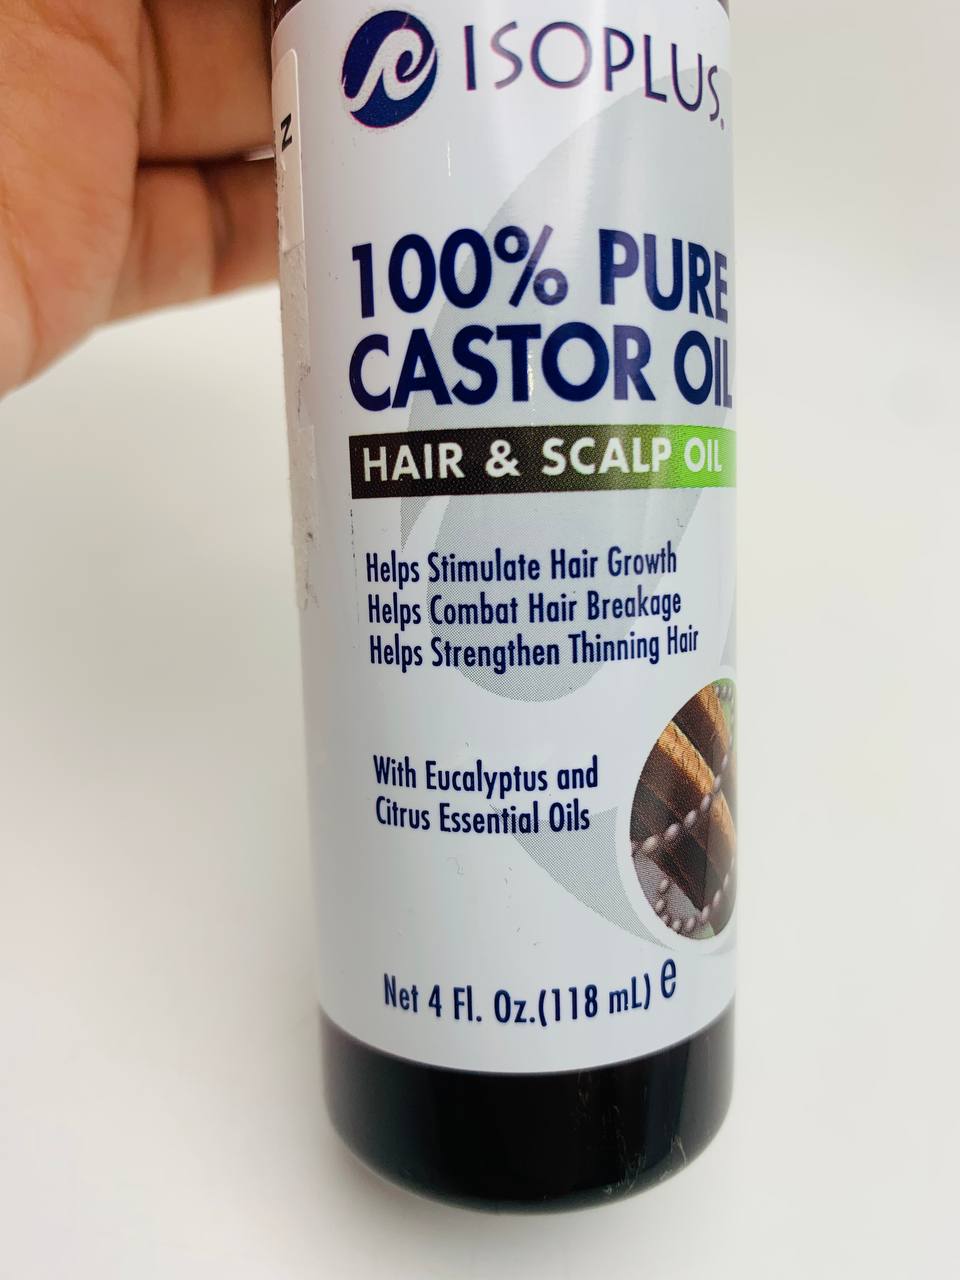 ISOPLUS.
N
100% PURE
CASTOR OIL
HAIR & SCALP OIL
Helps Stimulate Hair Growth
Helps Combat Hair Breakage
Helps Strengthen Thinning Hair
With Eucalyptus and
Citrus Essential Oils
Net 4 Fl. Oz.(118 mL) e